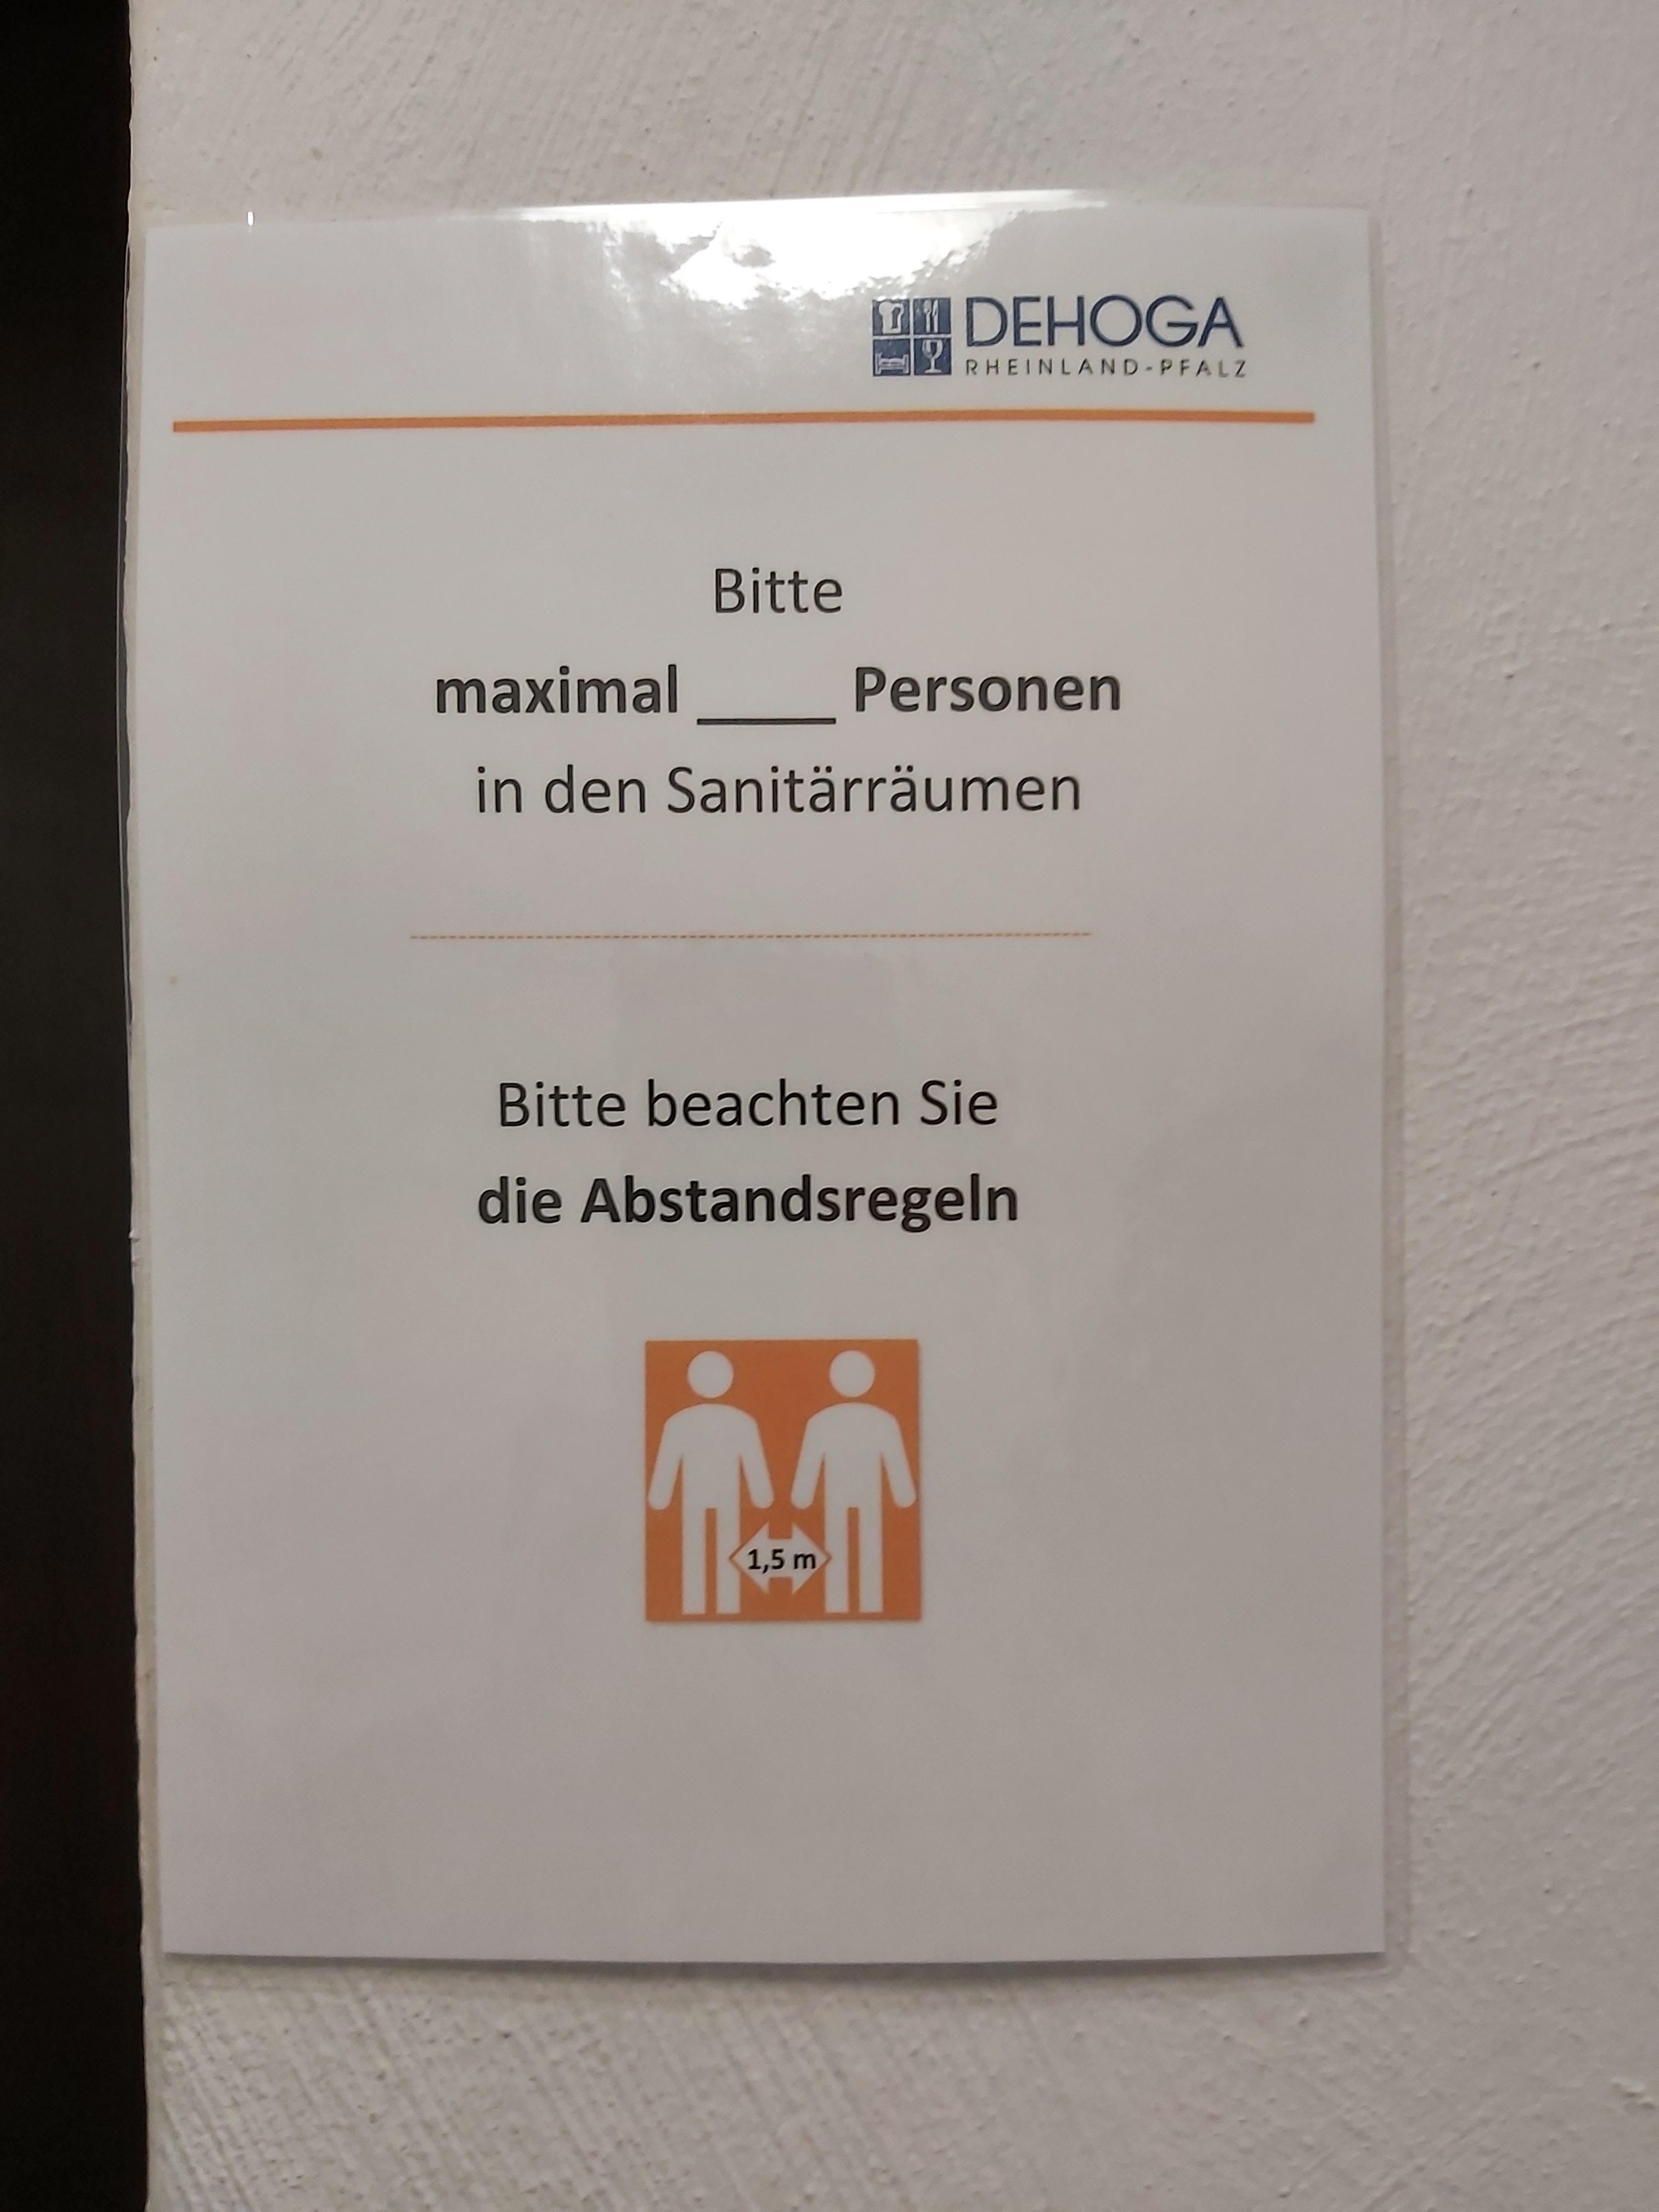 DEHOGA
RHEINLAND-PFALZ
Bitte
maximal ____ Personen
in den Sanitärräumen
Bitte beachten Sie
die Abstandsregeln
1,5 m